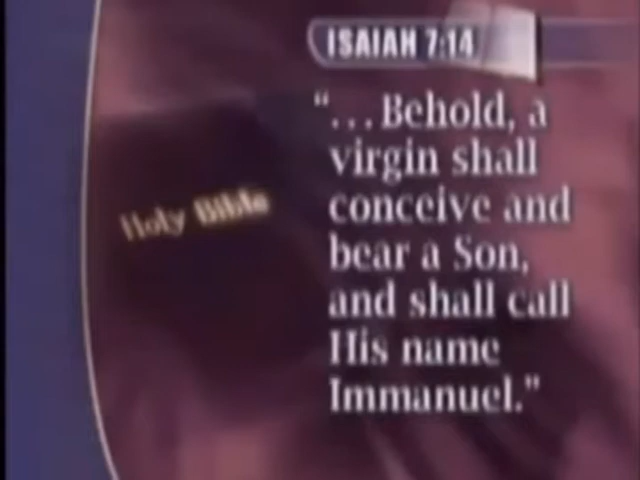 ISAIAH 7:14
"...Behold, a
virgin shall
conceive and
bear a Son,
and shall call
His name
Immanuel."
Holy Bible